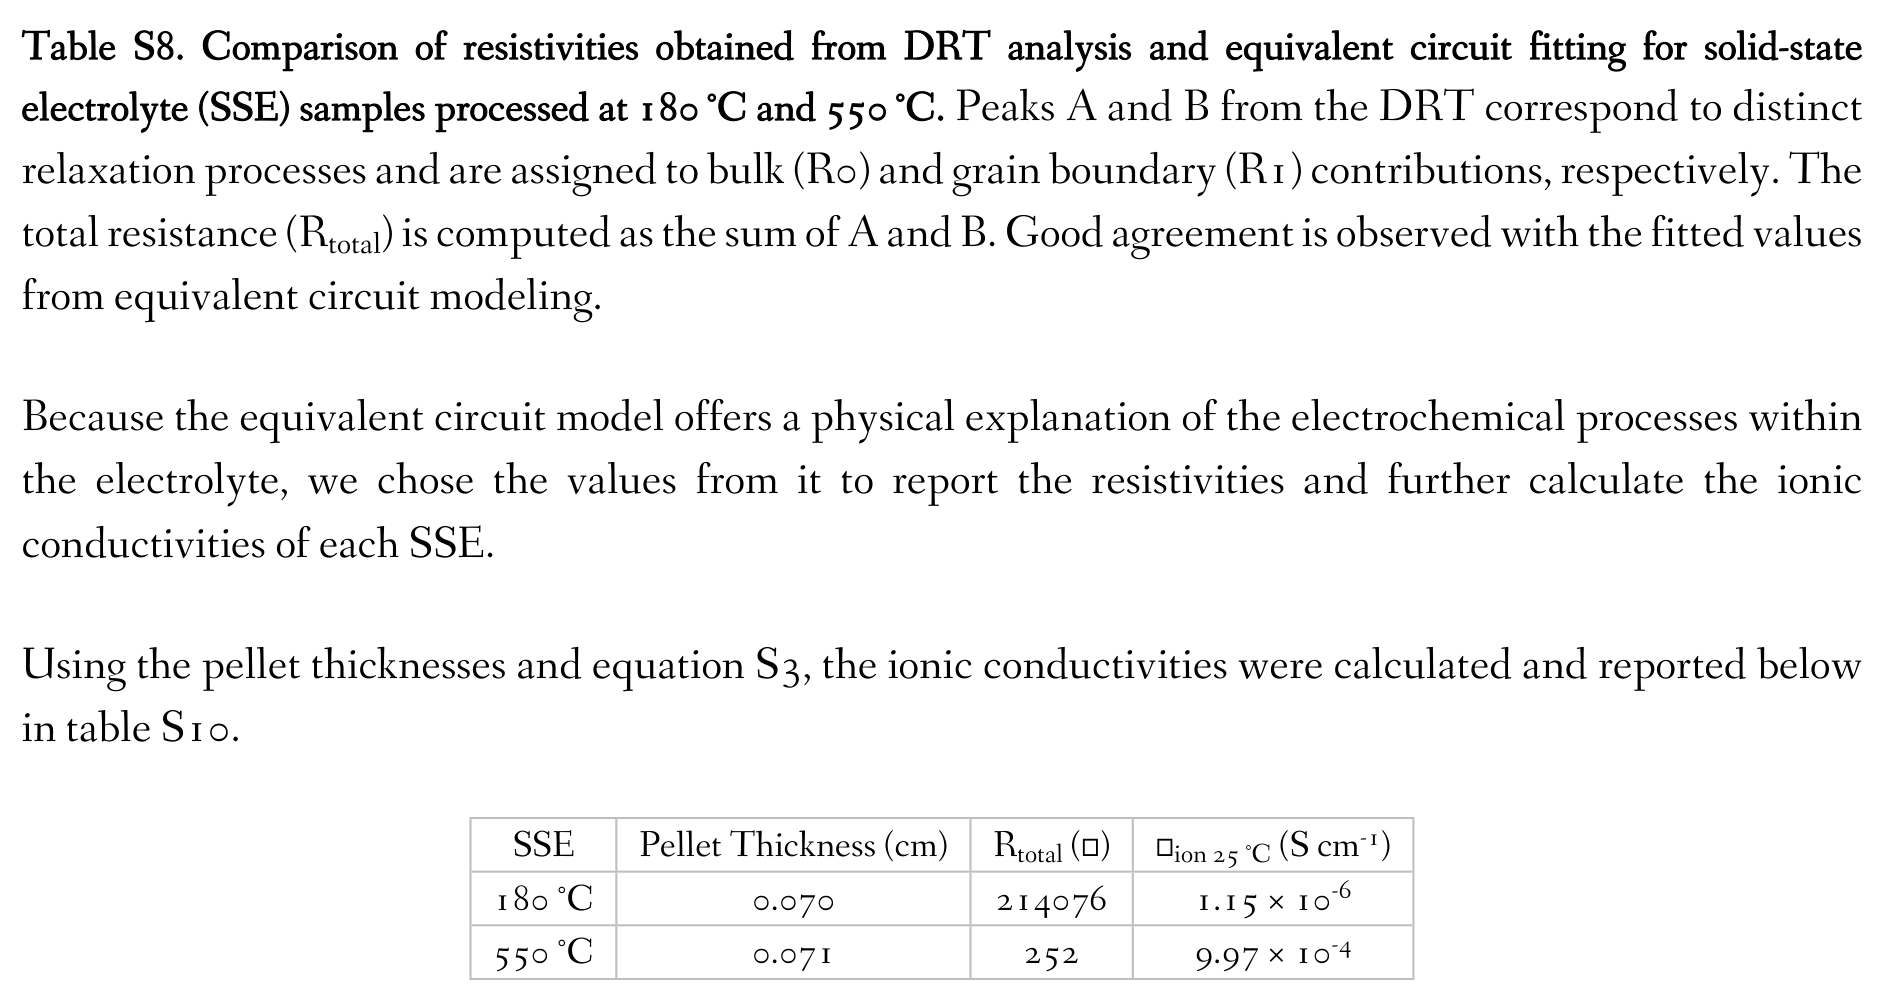 Table S8. Comparison of resistivities obtained from DRT analysis and equivalent circuit fitting for solid-state
electrolyte (SSE) samples processed at 180 °C and 550 °C. Peaks A and B from the DRT correspond to distinct
relaxation processes and are assigned to bulk (R0) and grain boundary (R1) contributions, respectively. The
total resistance (Rtotal) is computed as the sum of A and B. Good agreement is observed with the fitted values
from equivalent circuit modeling.
Because the equivalent circuit model offers a physical explanation of the electrochemical processes within
the electrolyte, we chose the values from it to report the resistivities and further calculate the ionic
conductivities of each SSE.
Using the pellet thicknesses and equation S3, the ionic conductivities were calculated and reported below
in table S10.
SSE Pellet Thickness (cm) Rtotal (□) □ion 25 °C (S cm-1)
180 °C 0.070 214076 1.15 × 10-6
550 °C 0.071 252 9.97 × 10-4